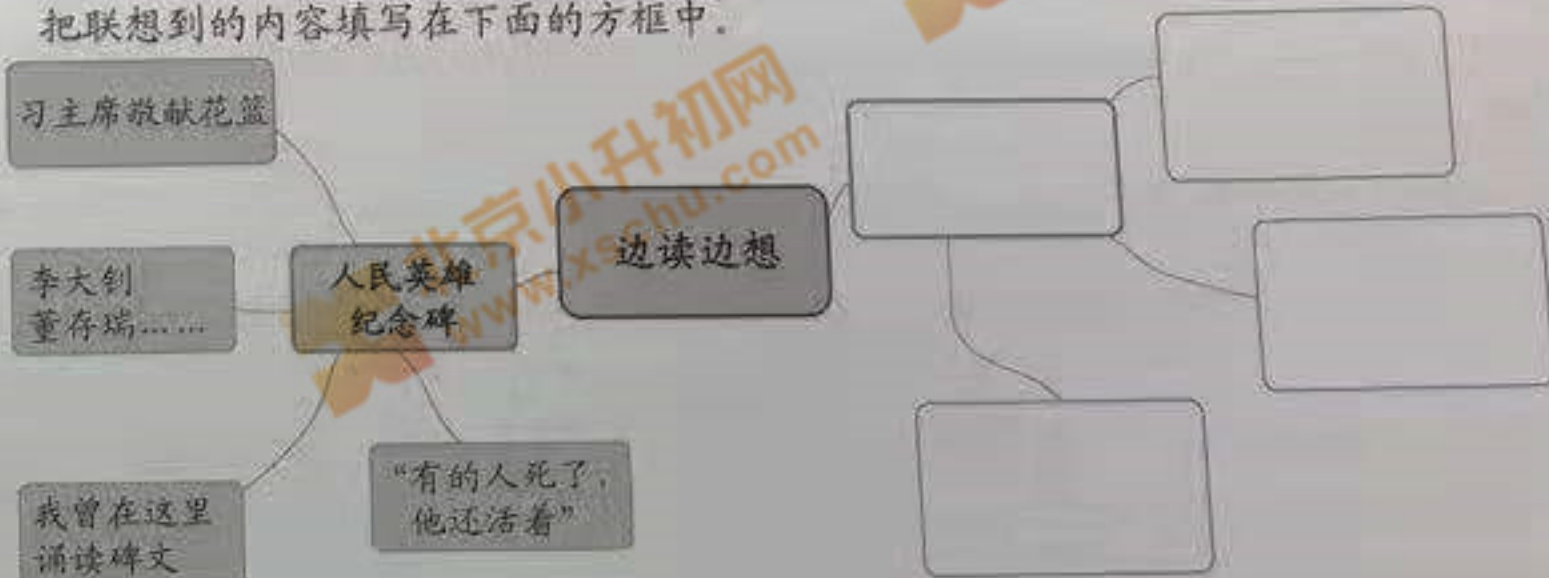 把联想到的内容填写在下面的方框中。
习主席敬献花篮
李大钊
董存瑞……
人民英雄
纪念碑
边读边想
我曾在这里
诵读碑文
“有的人死了，
他还活着”
北京小升初网
www.xschu.com